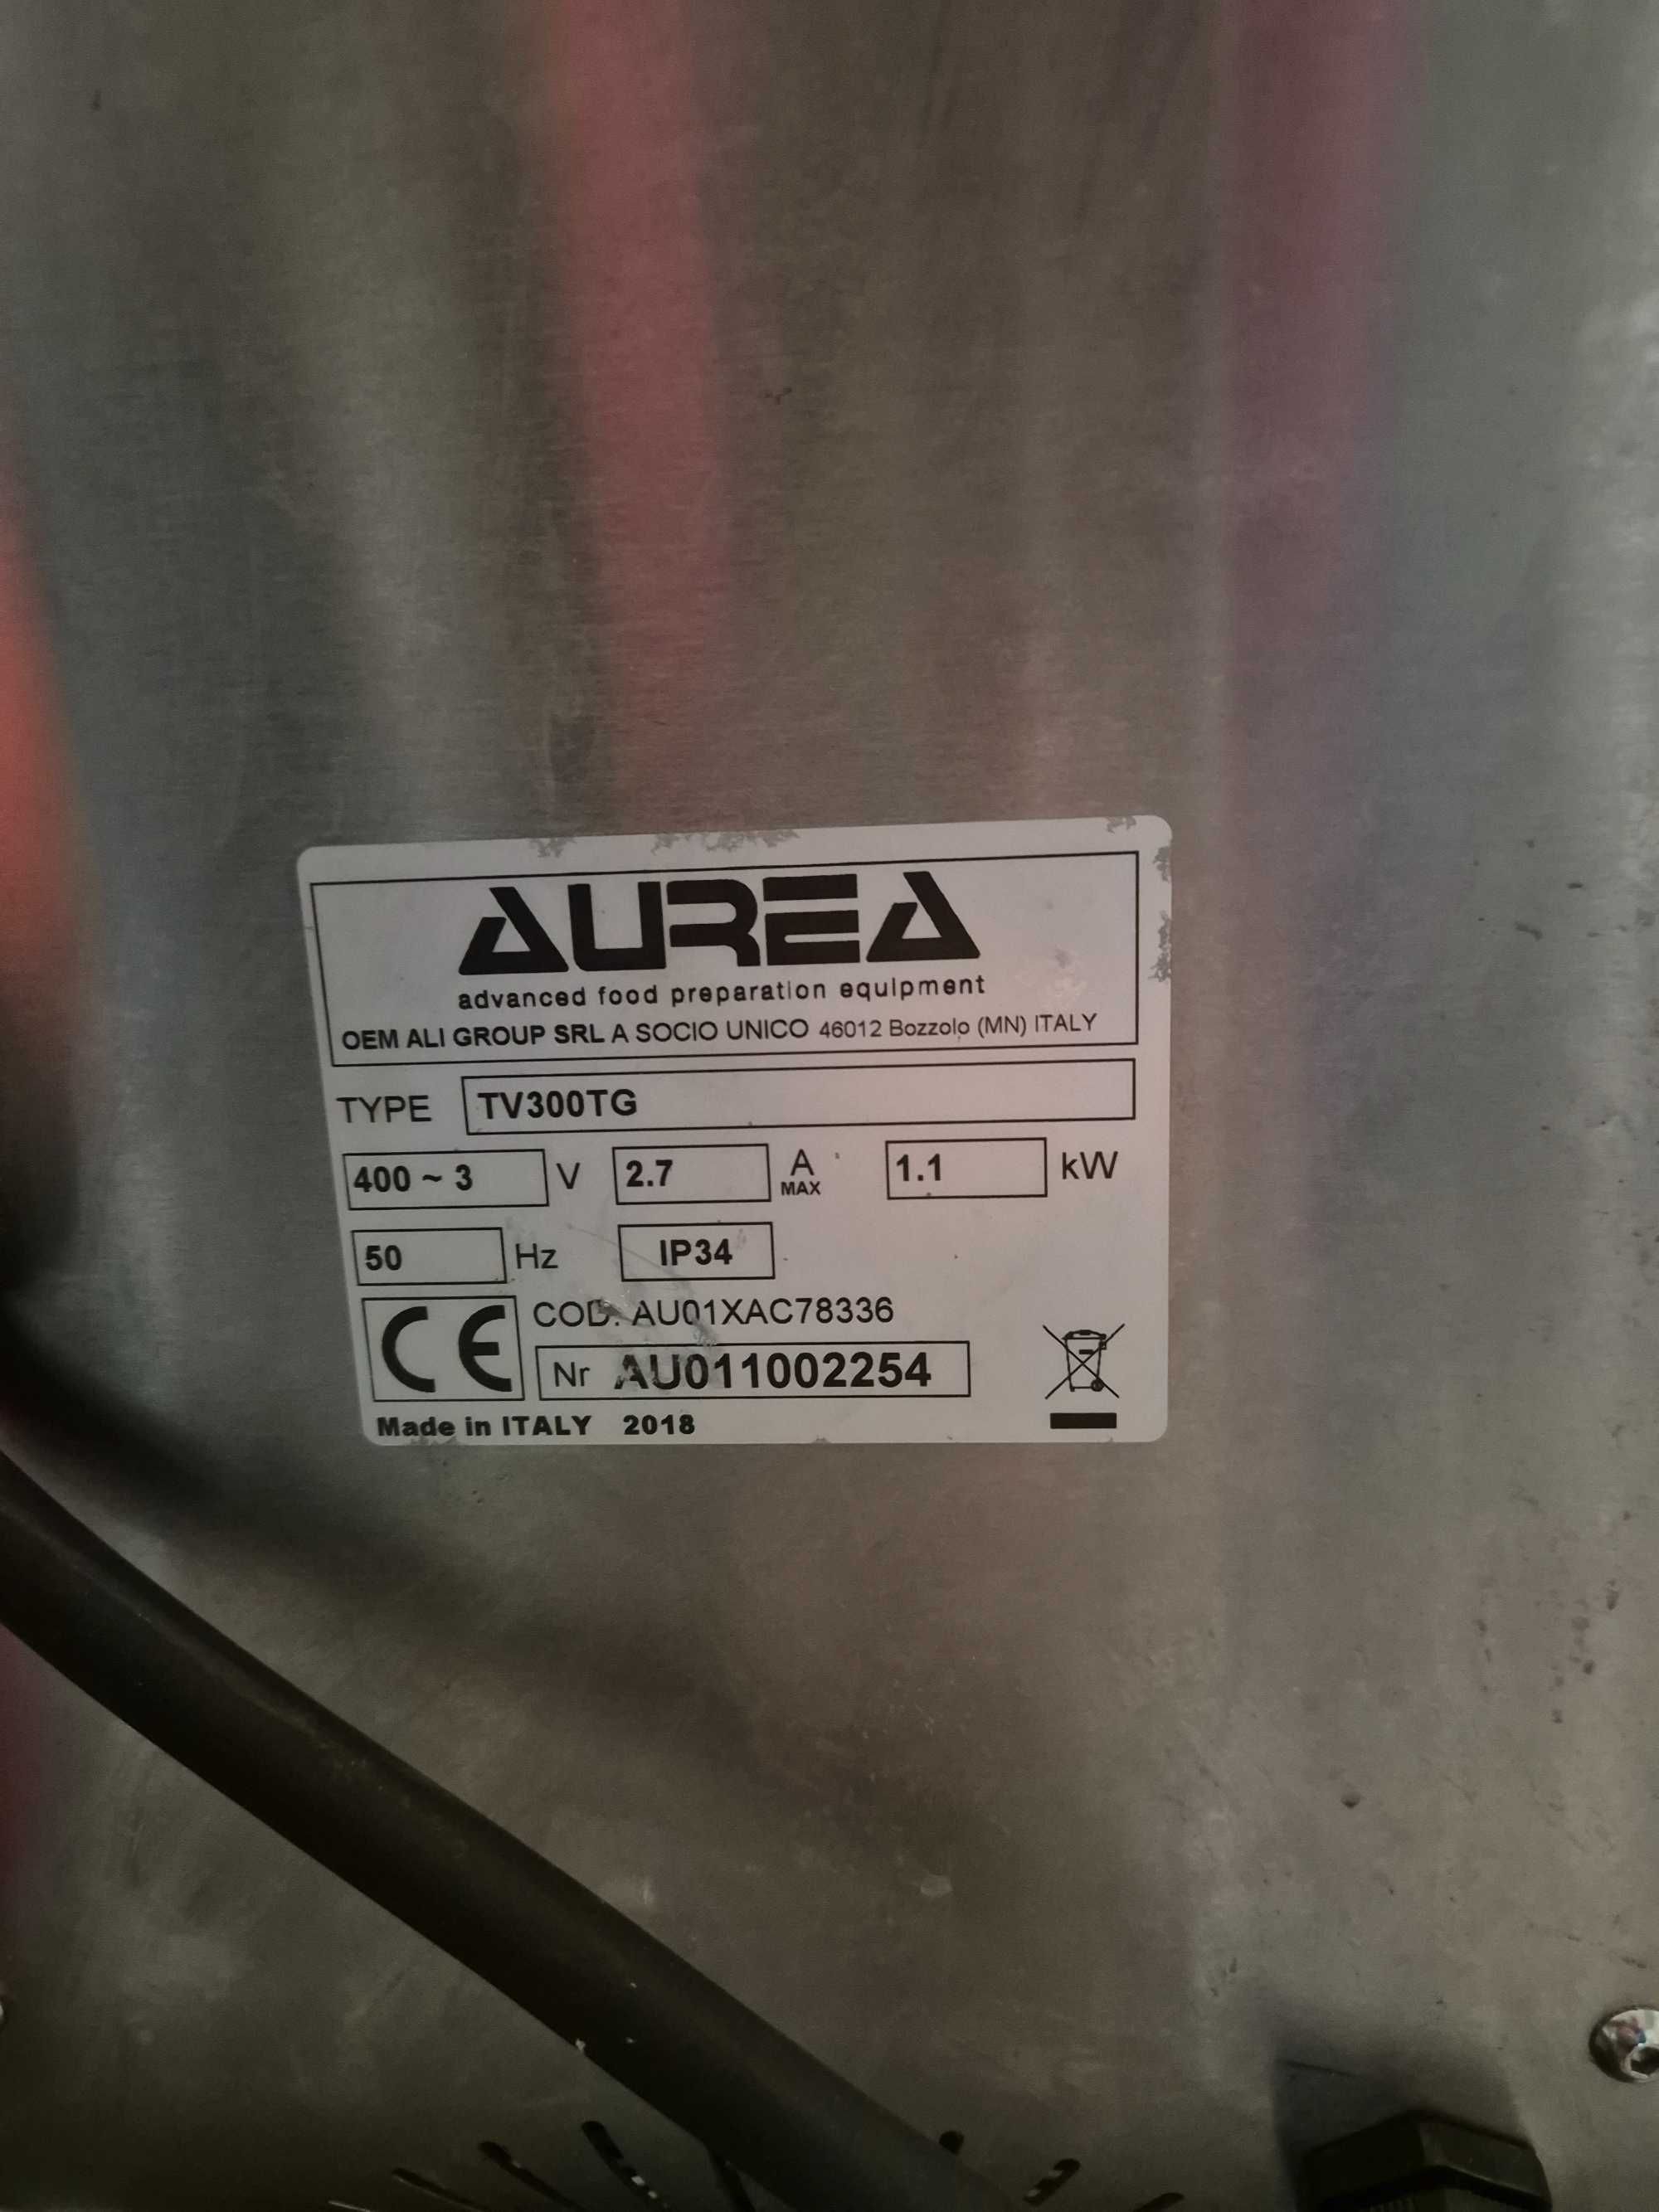 AUREA
advanced food preparation equipment
OEM ALI GROUP SRL A SOCIO UNICO 46012 Bozzolo (MN) ITALY
TYPE TV300TG
400 ~ 3 V 2.7 A MAX 1.1 kW
50 Hz IP34
CE COD. AU01XAC78336
Nr AU011002254
Made in ITALY 2018